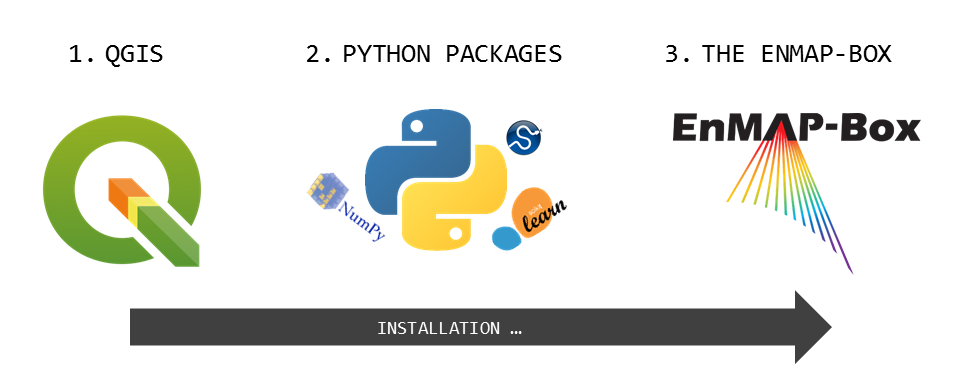 1. QGIS
2. PYTHON PACKAGES
3. THE ENMAP-BOX
EnMAP-Box
NumPy
learn
INSTALLATION …